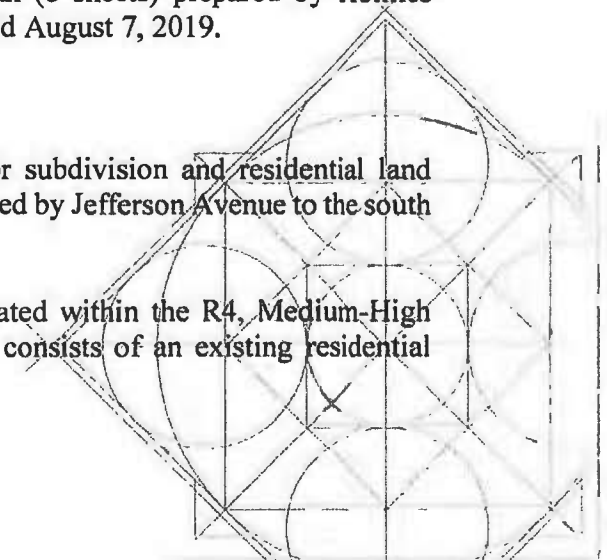 d August 7, 2019.
r subdivision and residential land
ed by Jefferson Avenue to the south
ated within the R4, Medium-High
consists of an existing residential